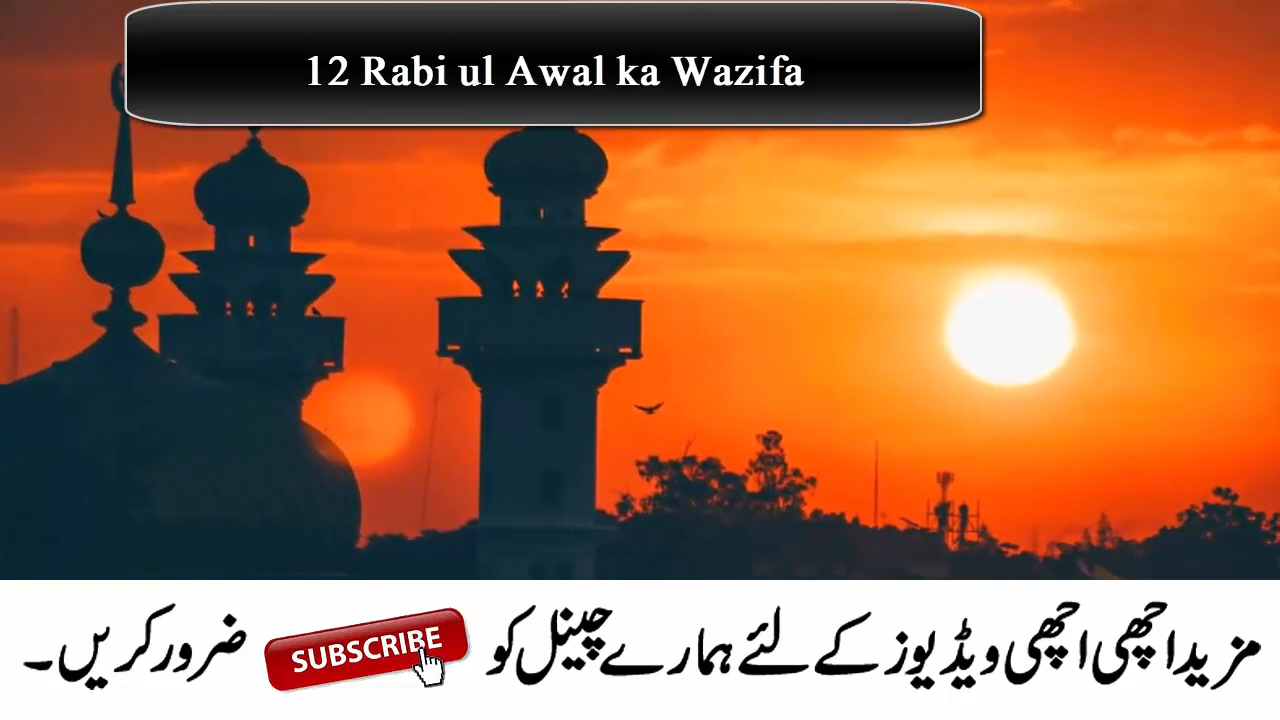 12 Rabi ul Awal ka Wazifa
مزید اچھی اچھی ویڈیوز کے لئے ہمارے چینل کو SUBSCRIBE ضرور کریں۔